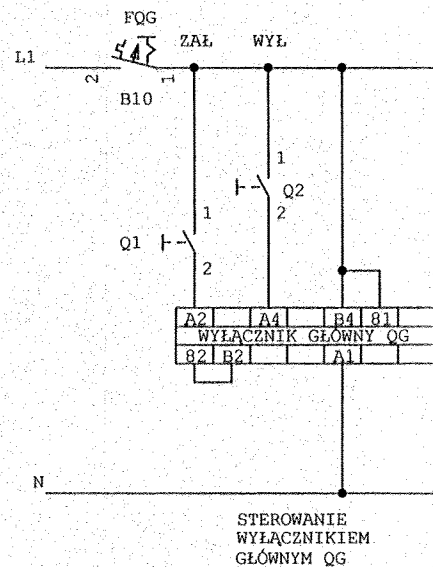 FQG
ZAŁ WYŁ
L1
2 1
B10
1
Q2
2
1
Q1
2
A2 A4 B4 81
WYŁĄCZNIK GŁÓWNY QG
82 B2 A1
N
STEROWANIE
WYŁĄCZNIKIEM
GŁÓWNYM QG